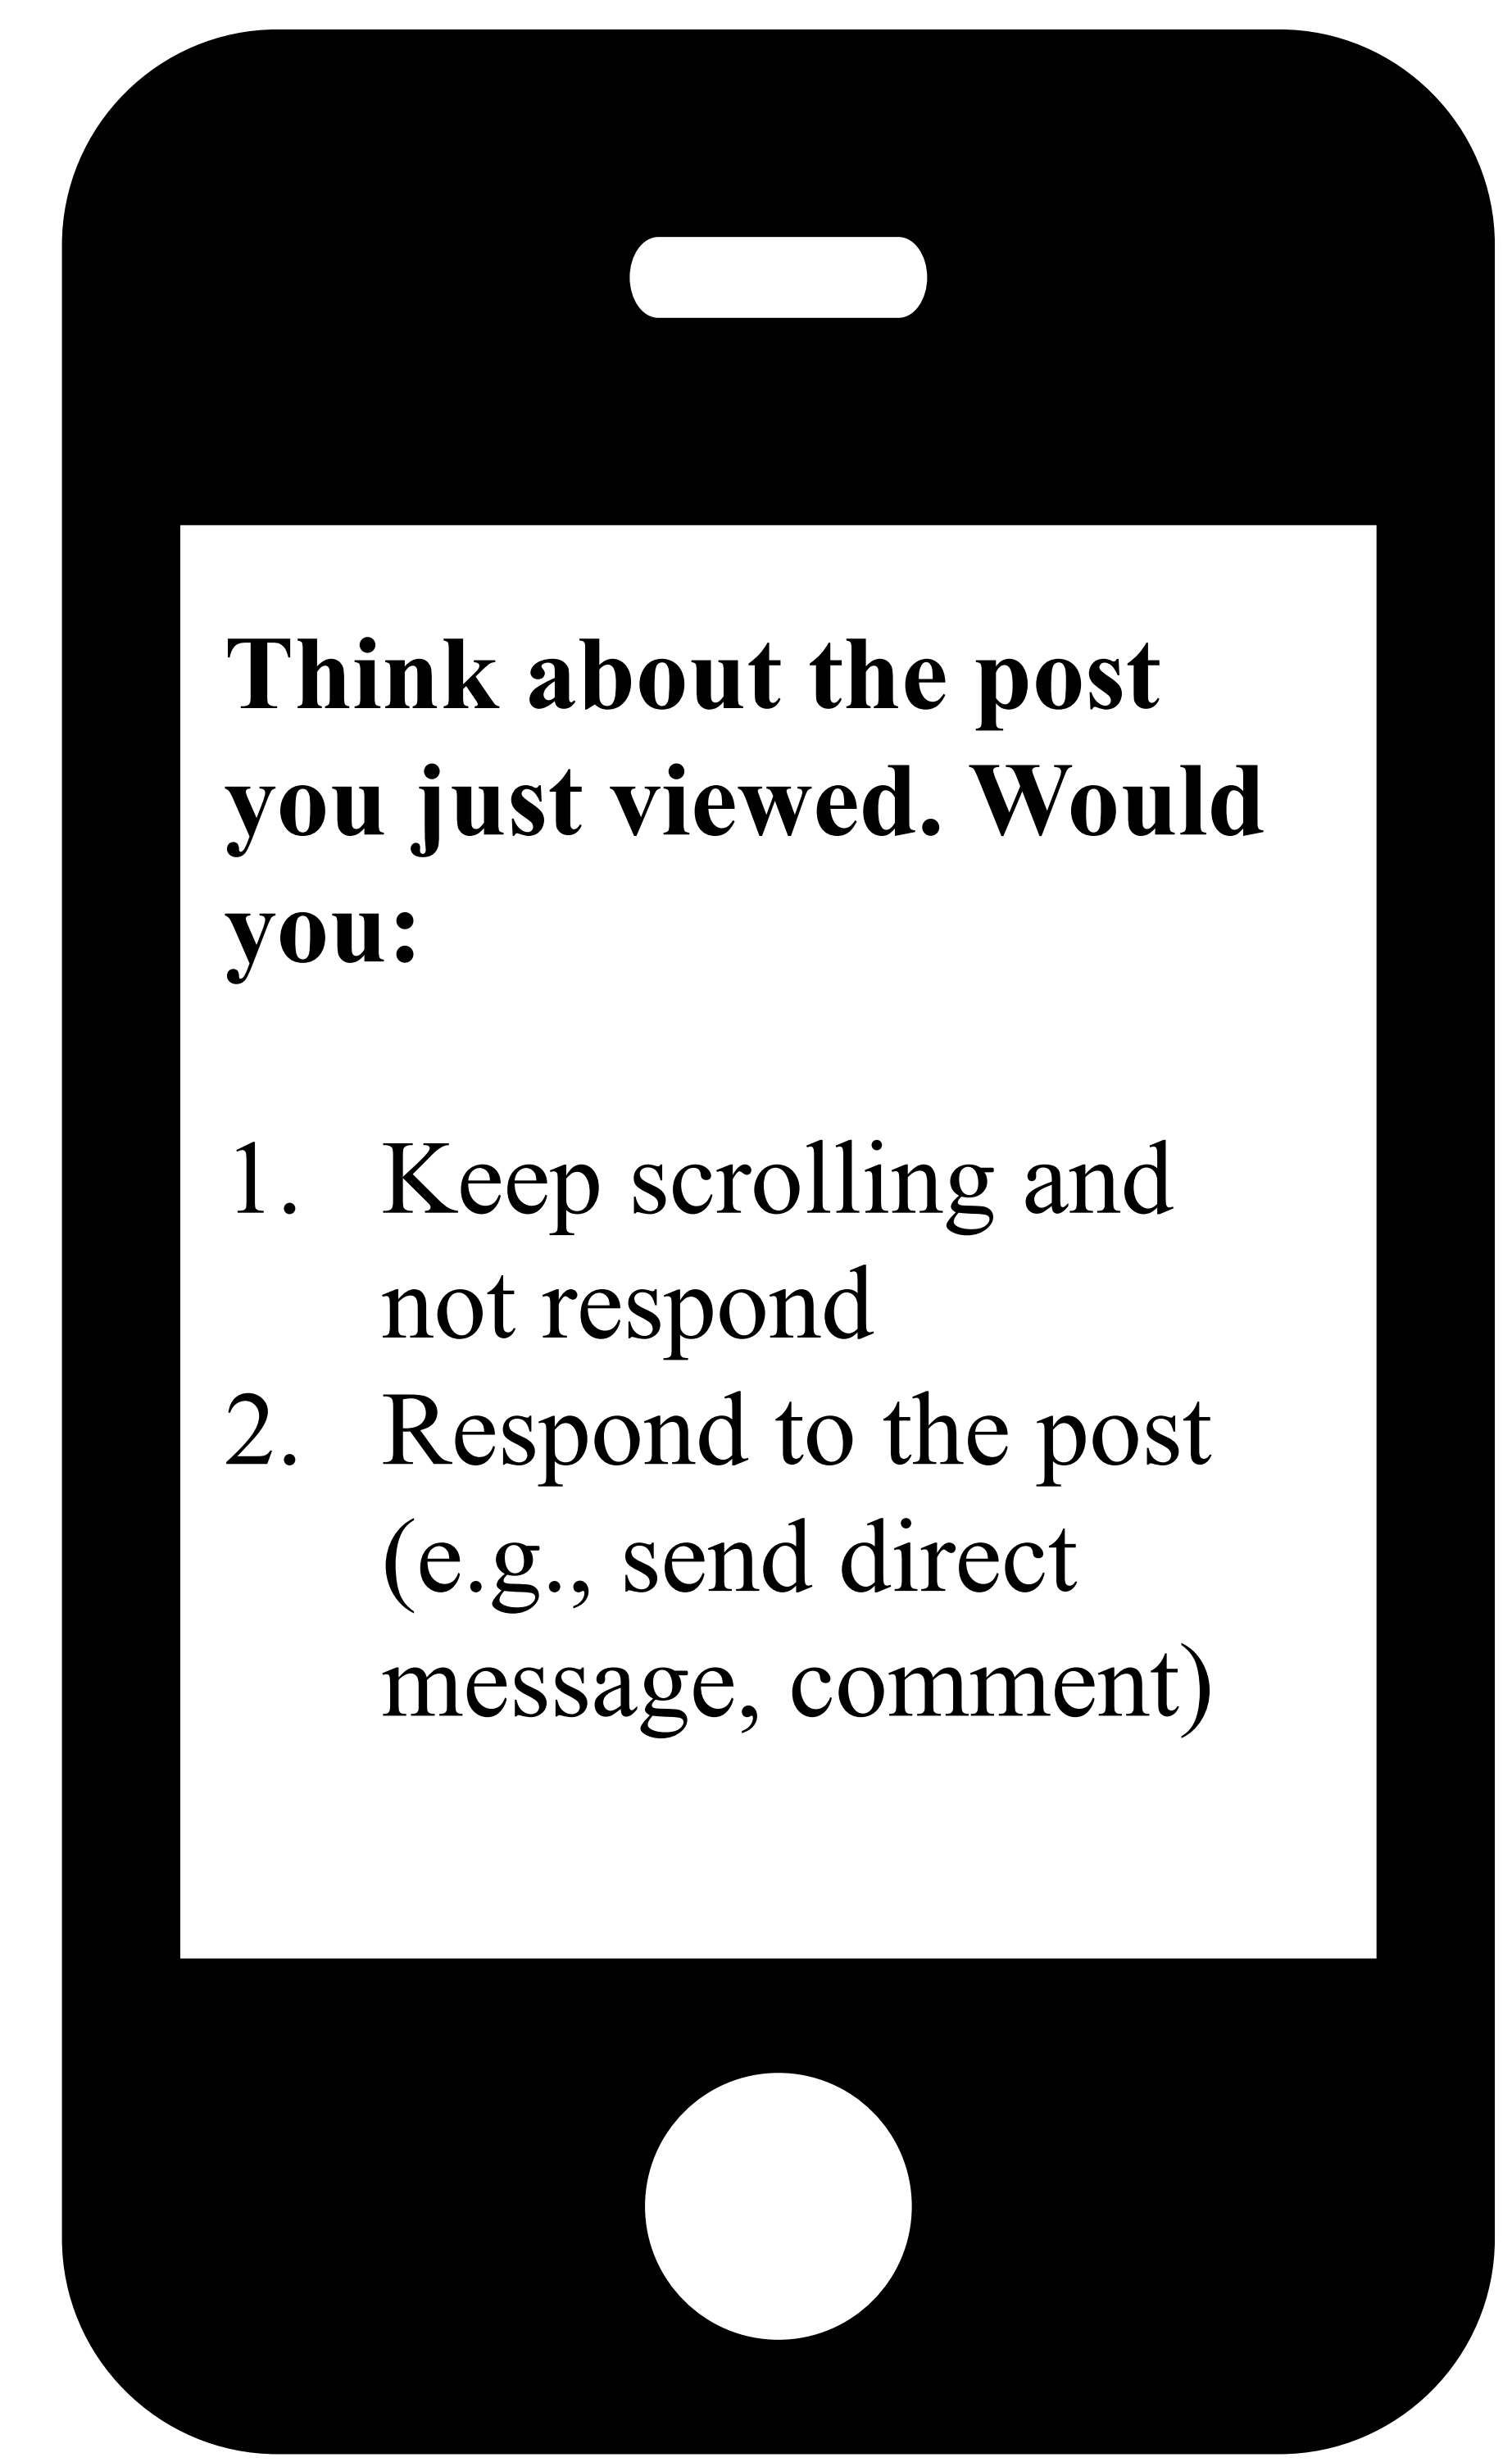 Think about the post
you just viewed. Would
you:
1. Keep scrolling and
not respond
2. Respond to the post
(e.g., send direct
message, comment)